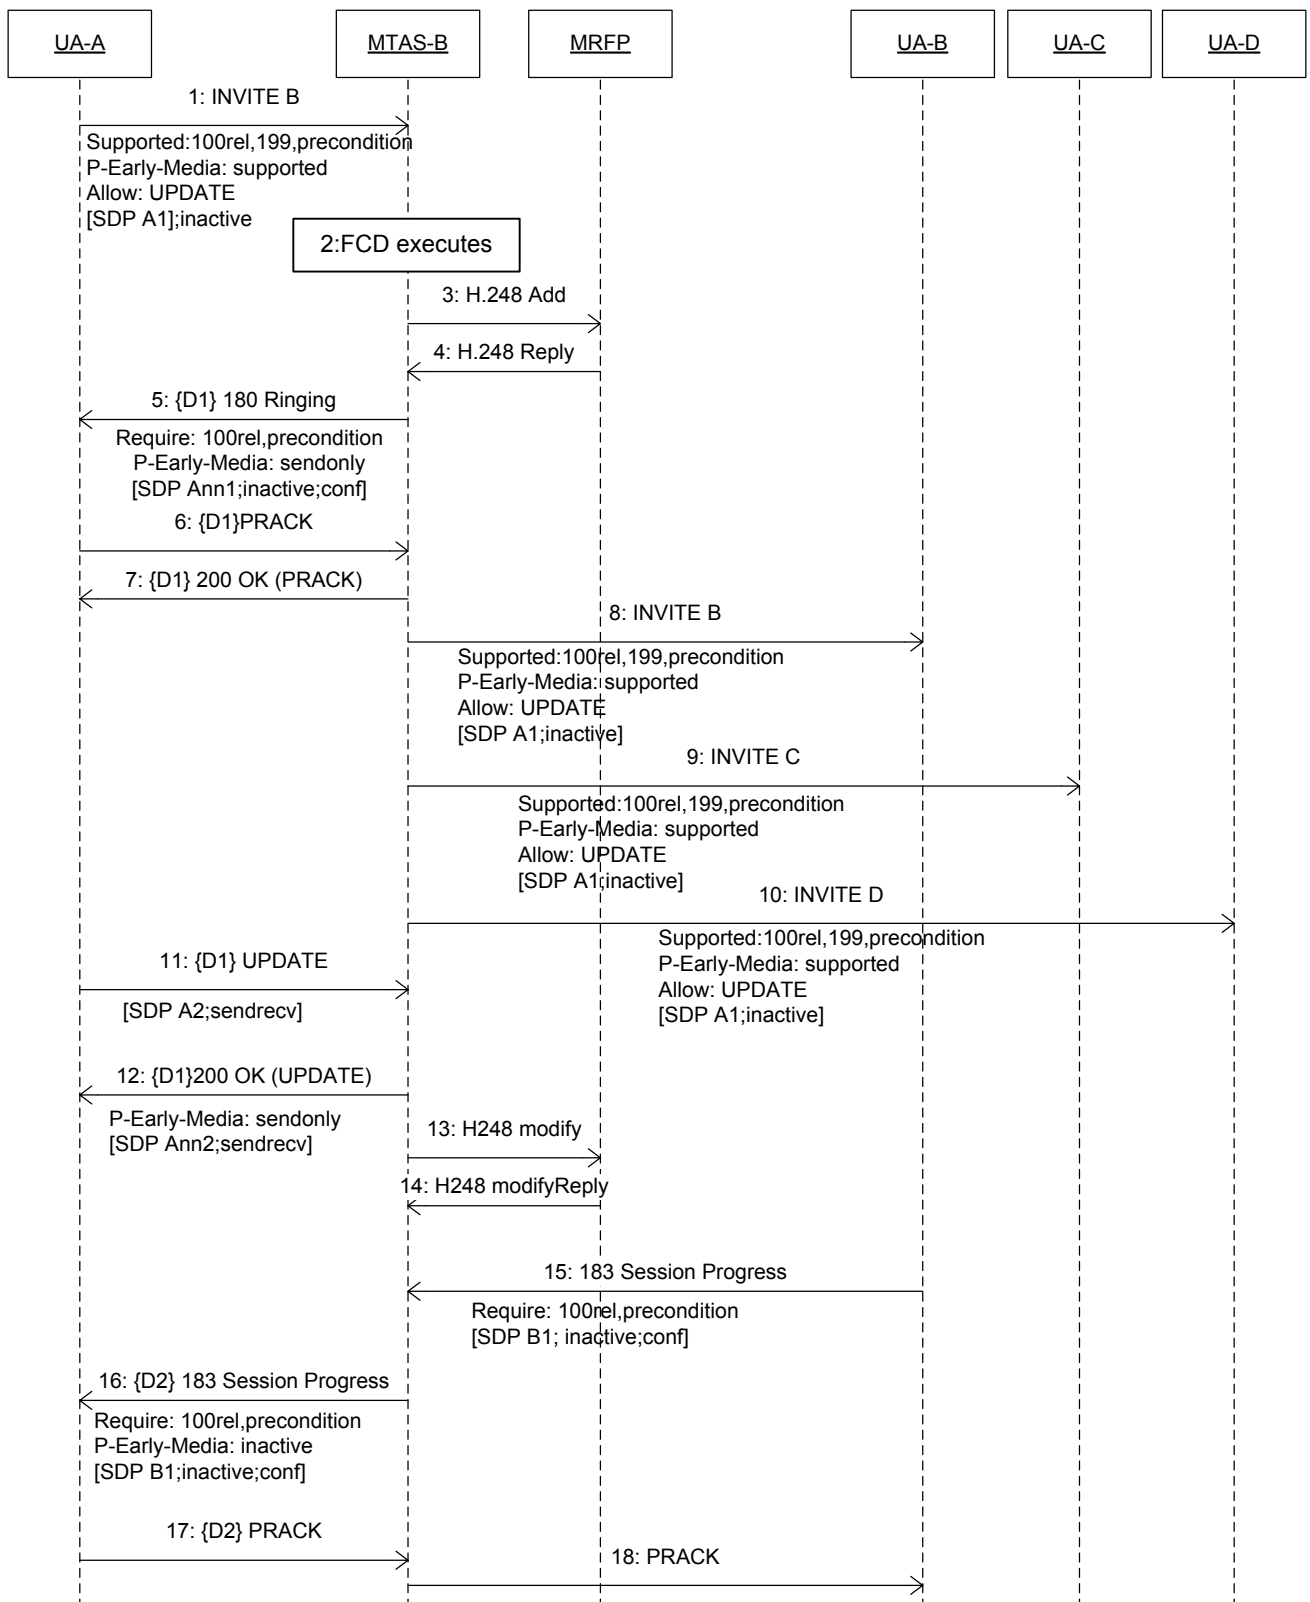 UA-A
MTAS-B
MRFP
UA-B
UA-C
UA-D
1: INVITE B
Supported:100rel,199,precondition
P-Early-Media: supported
Allow: UPDATE
[SDP A1];inactive
2:FCD executes
3: H.248 Add
4: H.248 Reply
5: {D1} 180 Ringing
Require: 100rel,precondition
P-Early-Media: sendonly
[SDP Ann1;inactive;conf]
6: {D1}PRACK
7: {D1} 200 OK (PRACK)
8: INVITE B
Supported:100rel,199,precondition
P-Early-Media: supported
Allow: UPDATE
[SDP A1;inactive]
9: INVITE C
Supported:100rel,199,precondition
P-Early-Media: supported
Allow: UPDATE
[SDP A1;inactive]
10: INVITE D
Supported:100rel,199,precondition
P-Early-Media: supported
Allow: UPDATE
[SDP A1;inactive]
11: {D1} UPDATE
[SDP A2;sendrecv]
12: {D1}200 OK (UPDATE)
P-Early-Media: sendonly
[SDP Ann2;sendrecv]
13: H248 modify
14: H248 modifyReply
15: 183 Session Progress
Require: 100rel,precondition
[SDP B1; inactive;conf]
16: {D2} 183 Session Progress
Require: 100rel,precondition
P-Early-Media: inactive
[SDP B1;inactive;conf]
17: {D2} PRACK
18: PRACK